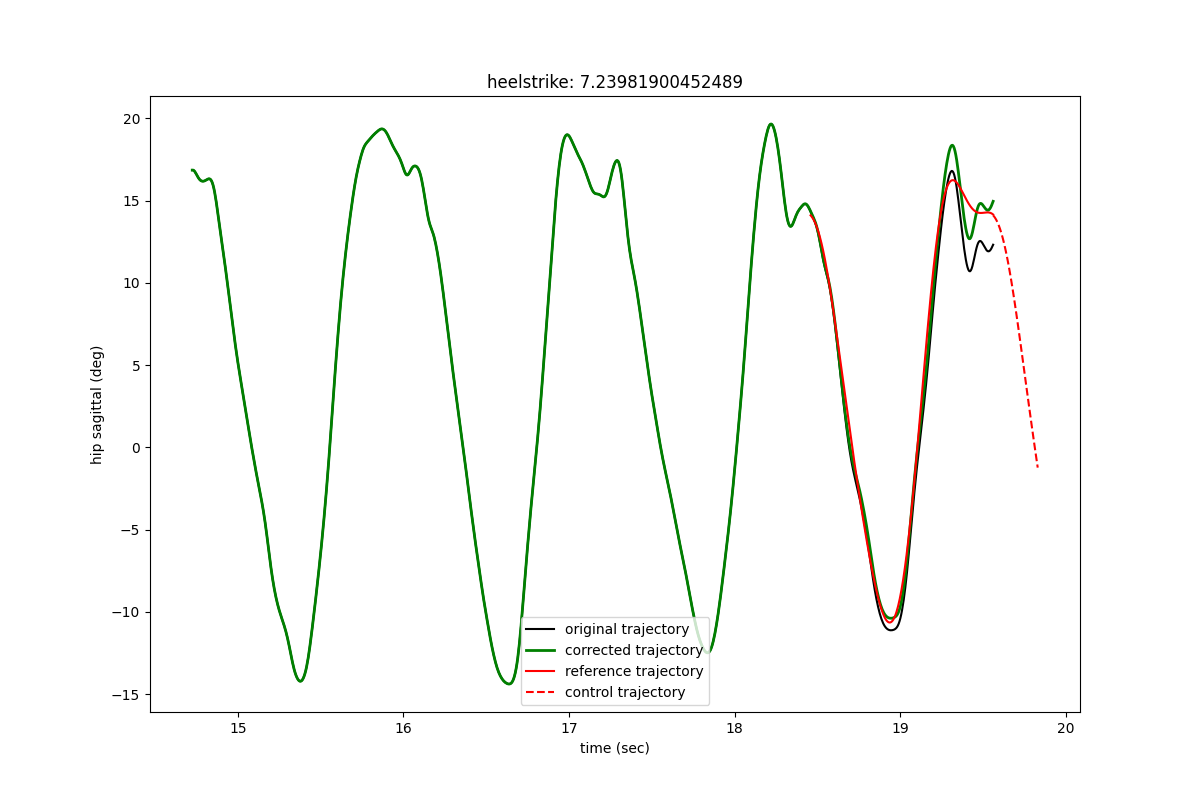 heelstrike: 7.23981900452489
20
15
10
5
0
−5
−10
−15
hip sagittal (deg)
original trajectory
corrected trajectory
reference trajectory
control trajectory
15 16 17 18 19 20
time (sec)